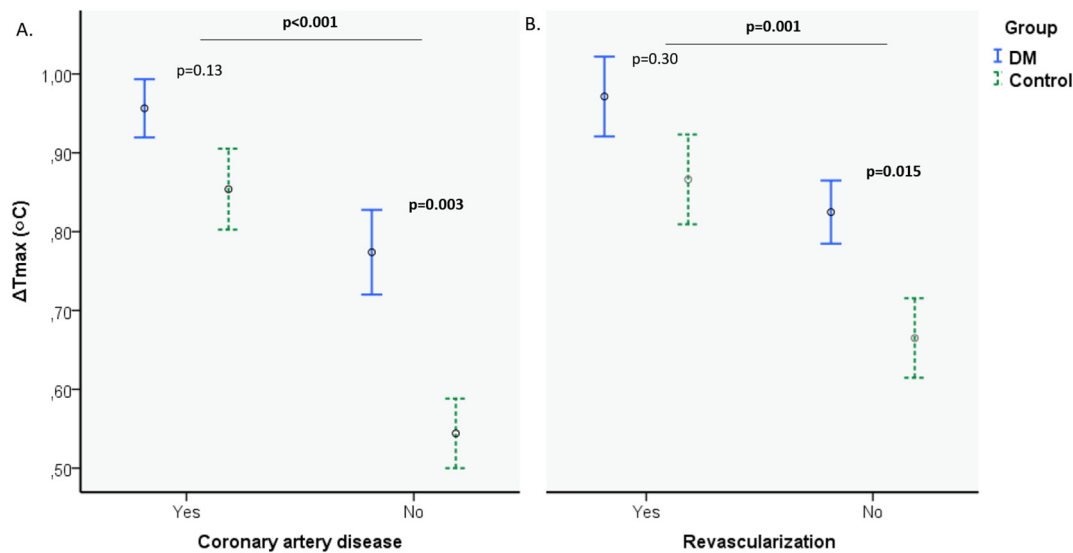 A.
p<0.001
p=0.13
p=0.003
ΔTmax (○C)
1,00
,90
,80
,70
,60
,50
Yes
No
Coronary artery disease
B.
p=0.001
p=0.30
p=0.015
Yes
No
Revascularization
Group
DM
Control